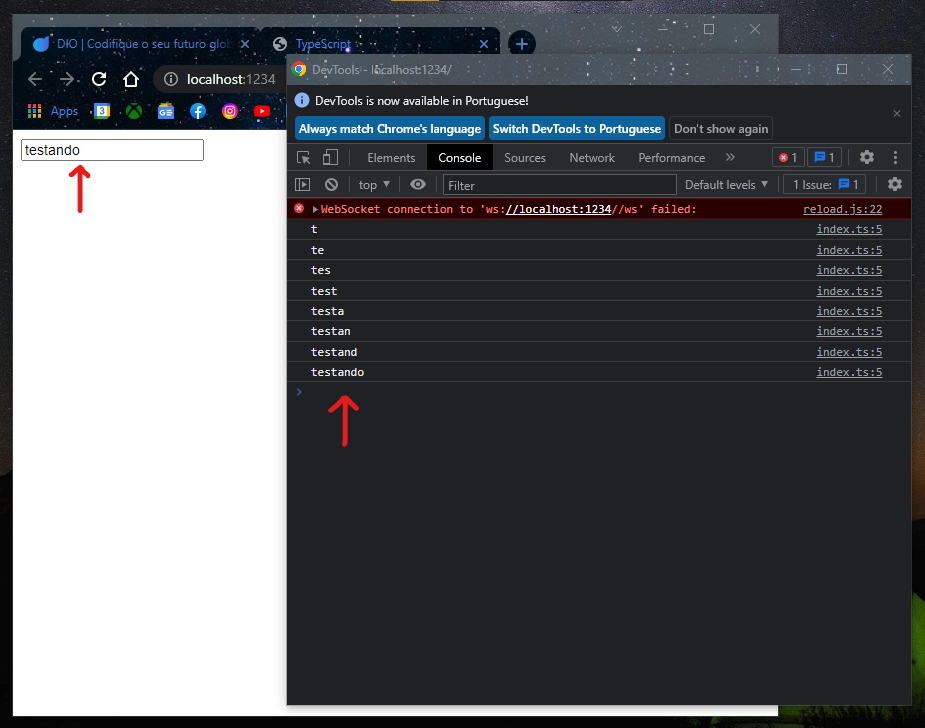 DIO | Codifique o seu futuro glob
TypeScript
localhost:1234
Apps
testando
DevTools - localhost:1234/
DevTools is now available in Portuguese!
Always match Chrome's language Switch DevTools to Portuguese Don't show again
Elements Console Sources Network Performance » 1 1
top Filter Default levels 1 Issue: 1
WebSocket connection to 'ws://localhost:1234//ws' failed: reload.js:22
t index.ts:5
te index.ts:5
tes index.ts:5
test index.ts:5
testa index.ts:5
testan index.ts:5
testand index.ts:5
testando index.ts:5